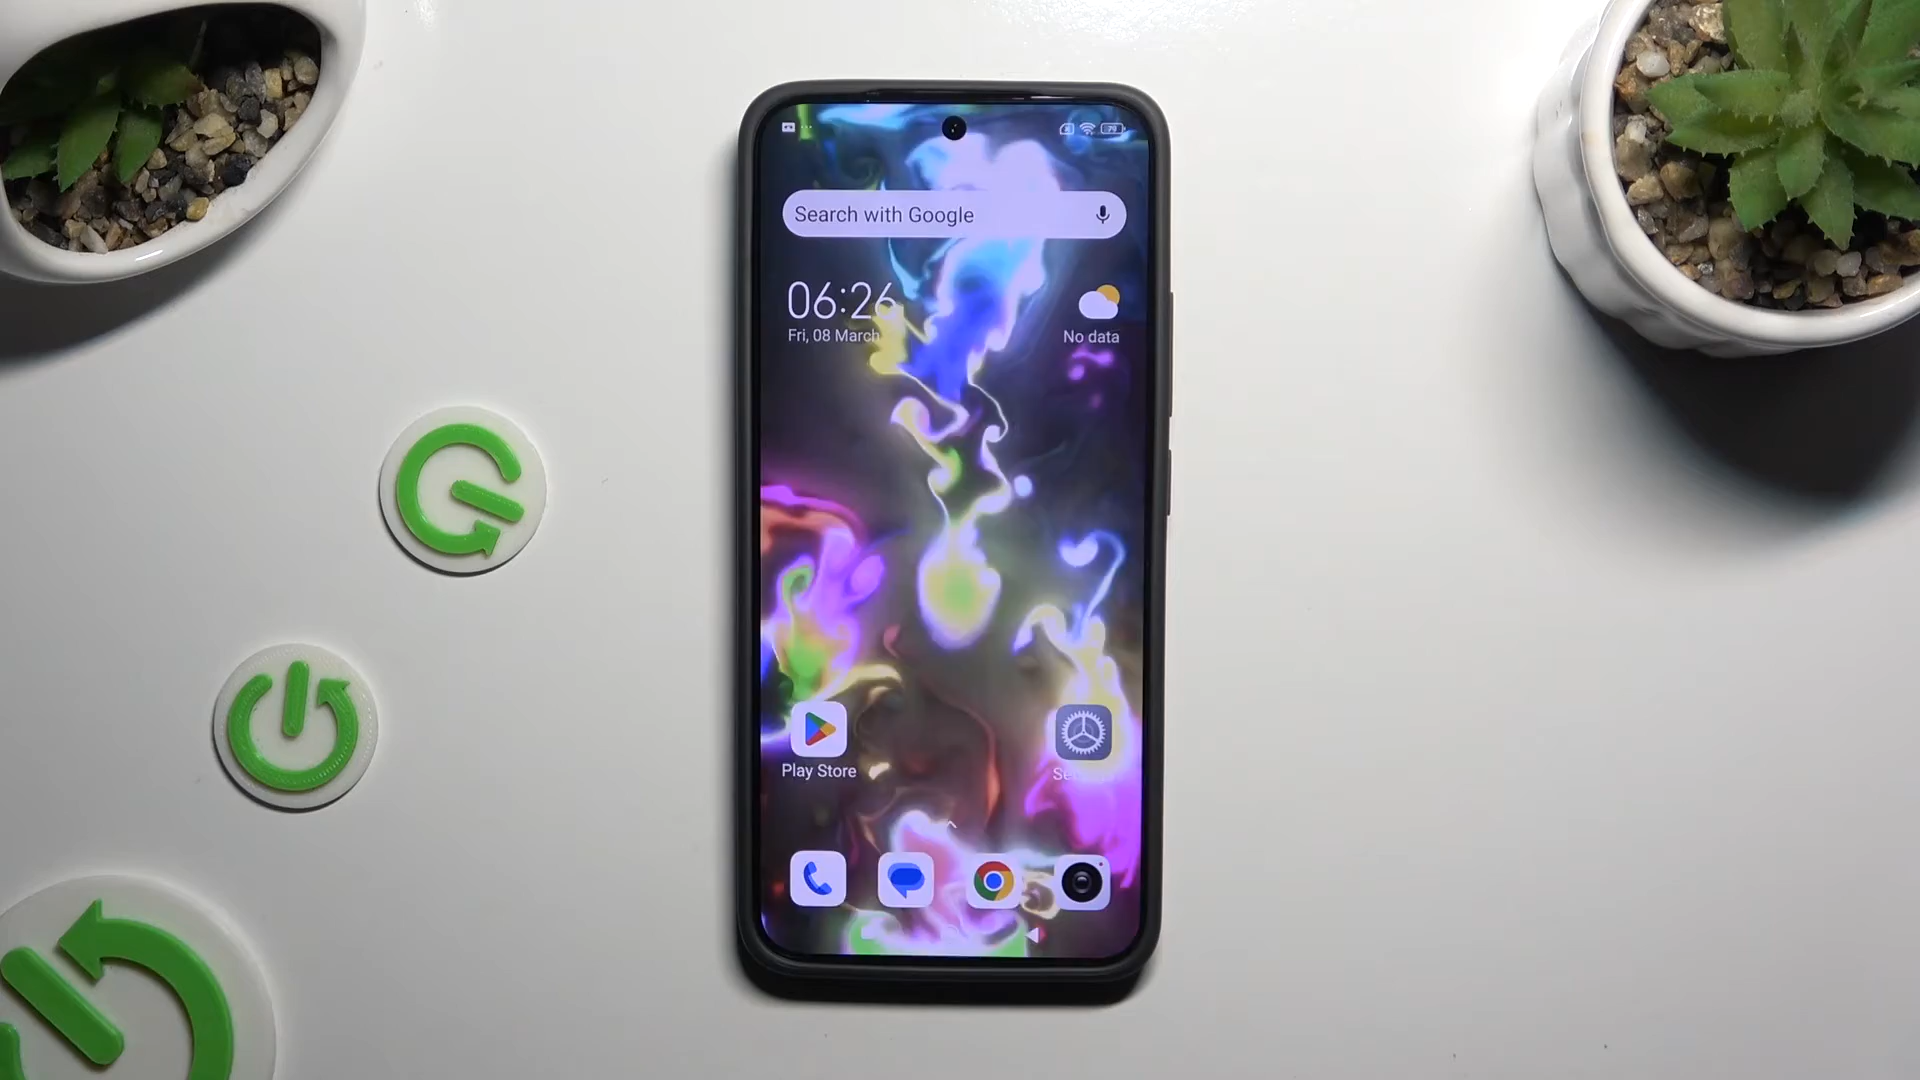 Search with Google
06:26
Fri, 08 March
No data
Play Store